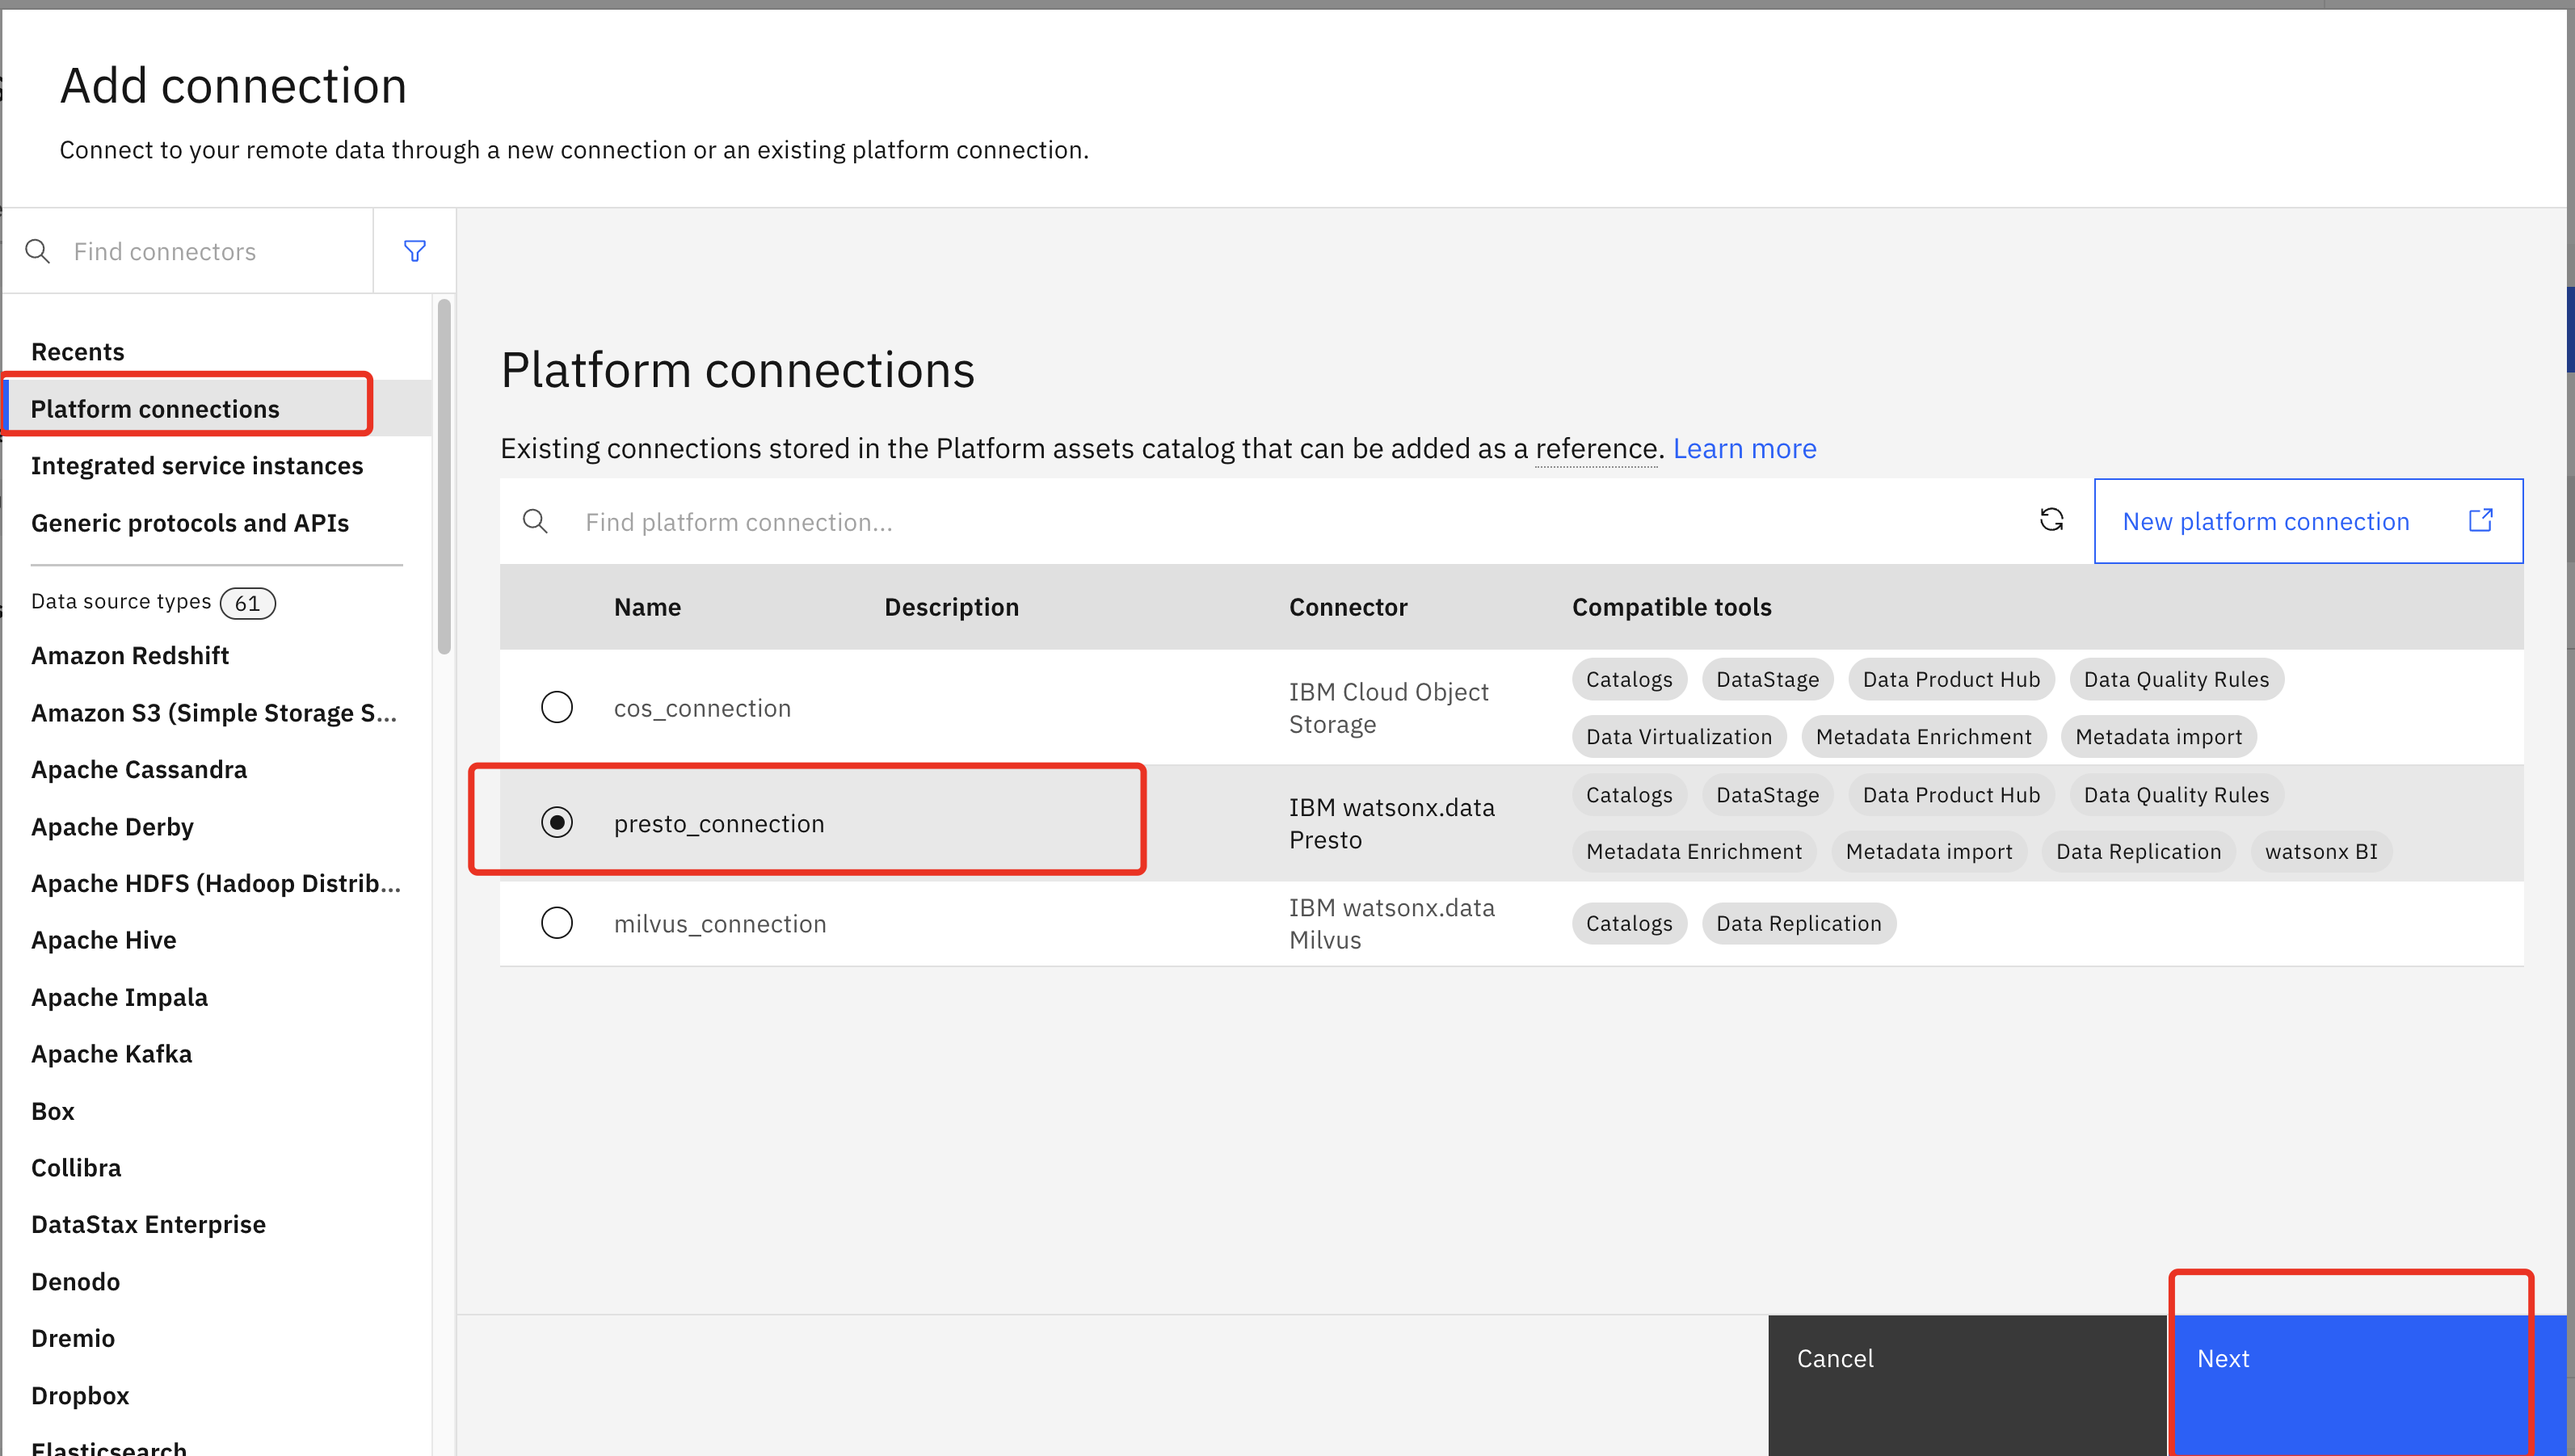 Add connection
Connect to your remote data through a new connection or an existing platform connection.
Find connectors
Recents
Platform connections
Integrated service instances
Generic protocols and APIs
Data source types 61
Amazon Redshift
Amazon S3 (Simple Storage S...
Apache Cassandra
Apache Derby
Apache HDFS (Hadoop Distrib...
Apache Hive
Apache Impala
Apache Kafka
Box
Collibra
DataStax Enterprise
Denodo
Dremio
Dropbox
Elasticsearch
Platform connections
Existing connections stored in the Platform assets catalog that can be added as a reference. Learn more
Find platform connection...
New platform connection
Name Description Connector Compatible tools
cos_connection
IBM Cloud Object
Storage
Catalogs DataStage Data Product Hub Data Quality Rules
Data Virtualization Metadata Enrichment Metadata import
presto_connection
IBM watsonx.data
Presto
Catalogs DataStage Data Product Hub Data Quality Rules
Metadata Enrichment Metadata import Data Replication watsonx BI
milvus_connection
IBM watsonx.data
Milvus
Catalogs Data Replication
Cancel
Next